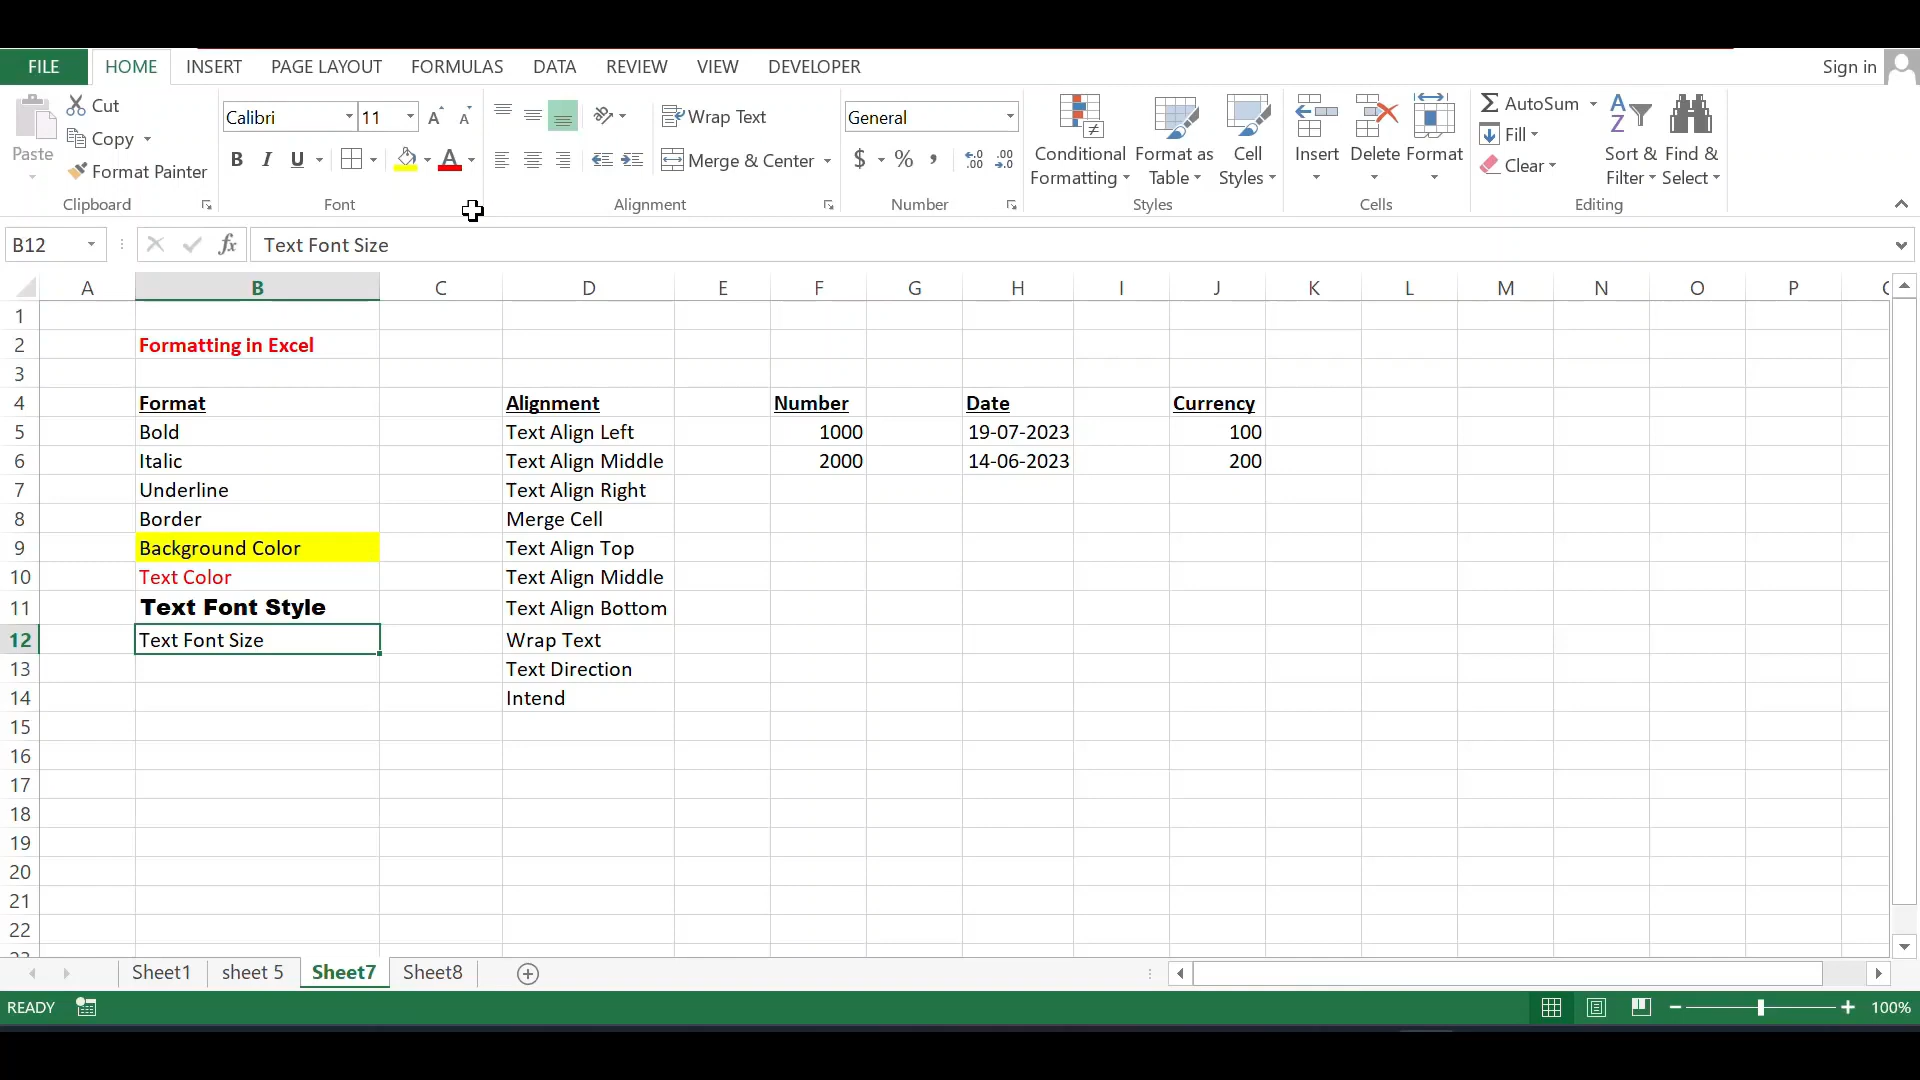 FILE HOME INSERT PAGE LAYOUT FORMULAS DATA REVIEW VIEW DEVELOPER Sign in
Paste Cut Copy Format Painter Clipboard
Calibri 11 B I U A Font
Wrap Text Merge & Center Alignment
General $ % , Number
Conditional Formatting Format as Table Cell Styles Styles
Insert Delete Format Cells
AutoSum Fill Clear Sort & Filter Find & Select Editing
B12 fx Text Font Size
A B C D E F G H I J K L M N O P
1
2 Formatting in Excel
3
4 Format Alignment Number Date Currency
5 Bold Text Align Left 1000 19-07-2023 100
6 Italic Text Align Middle 2000 14-06-2023 200
7 Underline Text Align Right
8 Border Merge Cell
9 Background Color Text Align Top
10 Text Color Text Align Middle
11 Text Font Style Text Align Bottom
12 Text Font Size Wrap Text
13 Text Direction
14 Intend
15
16
17
18
19
20
21
22
Sheet1 sheet 5 Sheet7 Sheet8
READY 100%